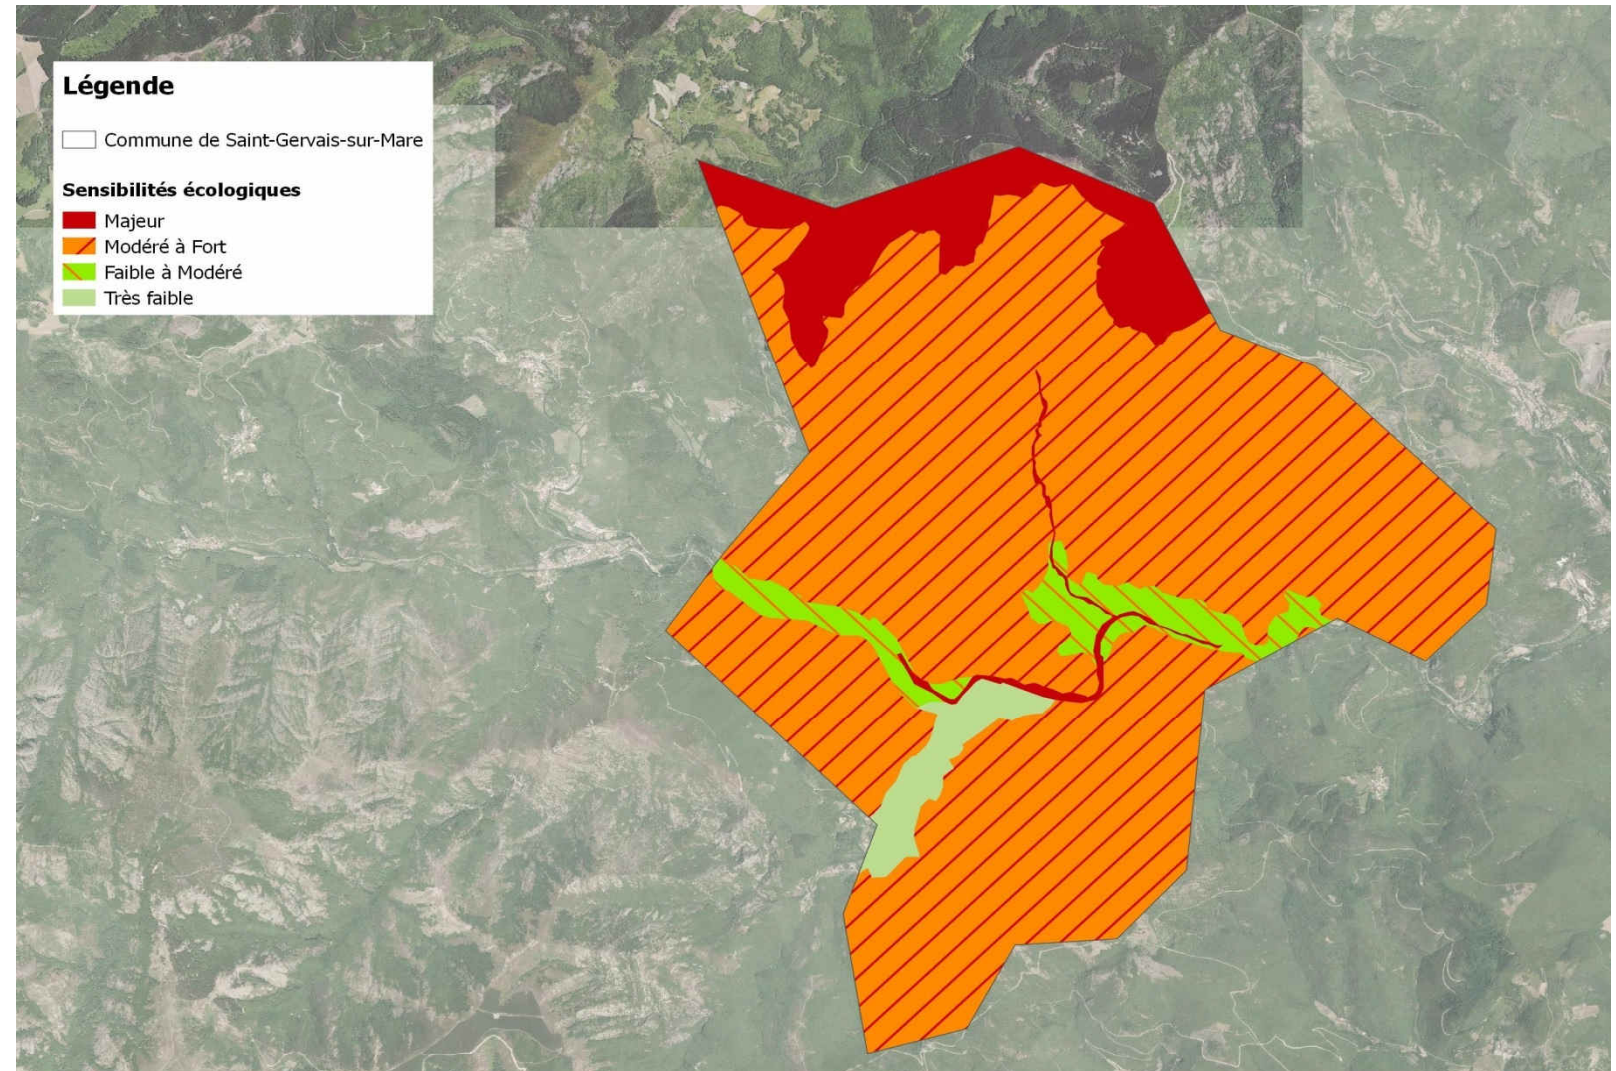 Légende
Commune de Saint-Gervais-sur-Mare
Sensibilités écologiques
Majeur
Modéré à Fort
Faible à Modéré
Très faible